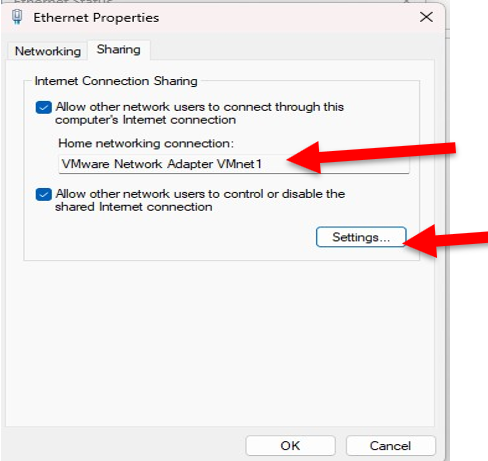 Ethernet Status
Ethernet Properties
Networking
Sharing
Internet Connection Sharing
Allow other network users to connect through this
computer's Internet connection
Home networking connection:
VMware Network Adapter VMnet1
Allow other network users to control or disable the
shared Internet connection
Settings...
OK
Cancel